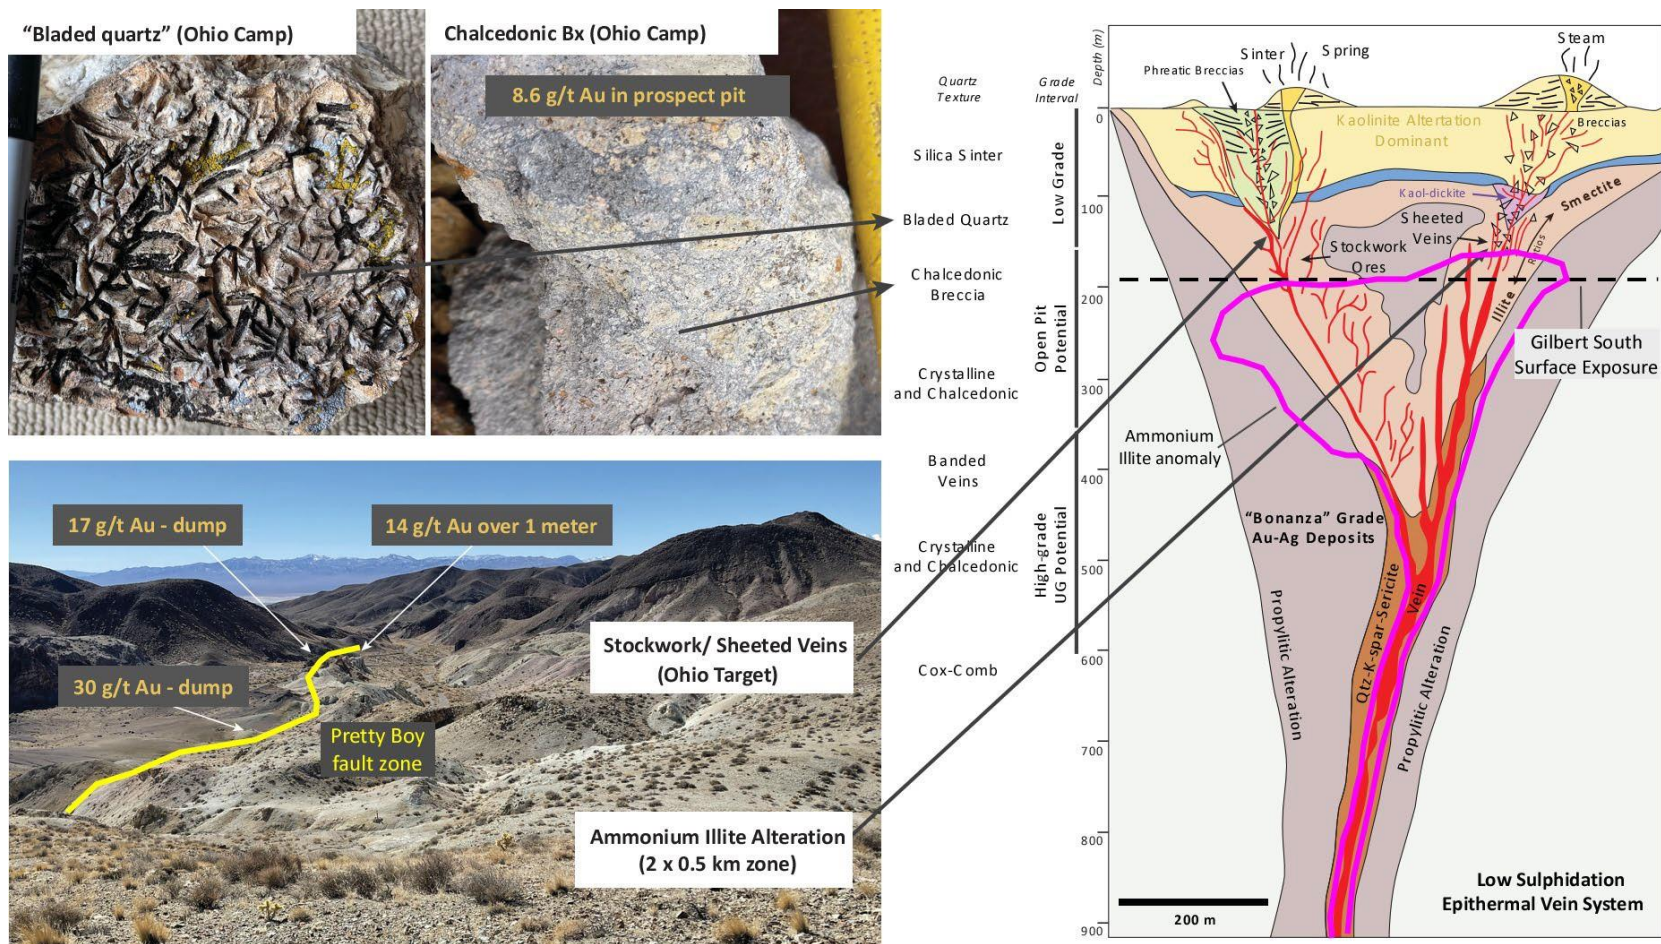 “Bladed quartz” (Ohio Camp)
Chalcedonic Bx (Ohio Camp)
8.6 g/t Au in prospect pit
17 g/t Au - dump
14 g/t Au over 1 meter
30 g/t Au - dump
Pretty Boy
fault zone
Stockwork/ Sheeted Veins
(Ohio Target)
Ammonium Illite Alteration
(2 x 0.5 km zone)
Quartz
Texture
Silica Sinter
Bladed Quartz
Chalcedonic
Breccia
Crystalline
and Chalcedonic
Banded
Veins
Crystalline
and Chalcedonic
Cox-Comb
Grade
Interval
Low Grade
Open Pit
Potential
High-grade
UG Potential
Depth (m)
0
100
200
300
400
500
600
700
800
900
Phreatic Breccias
Sinter
Spring
Steam
Breccias
Kaolinite Altertation
Dominant
Kaol-dickite
Smectite
Sheeted
Veins
Stockwork
Ores
Illite
Ratios
Gilbert South
Surface Exposure
Ammonium
Illite anomaly
“Bonanza” Grade
Au-Ag Deposits
Vein
Qtz-K-spar-Sericite
Propylitic Alteration
Propylitic Alteration
200 m
Low Sulphidation
Epithermal Vein System